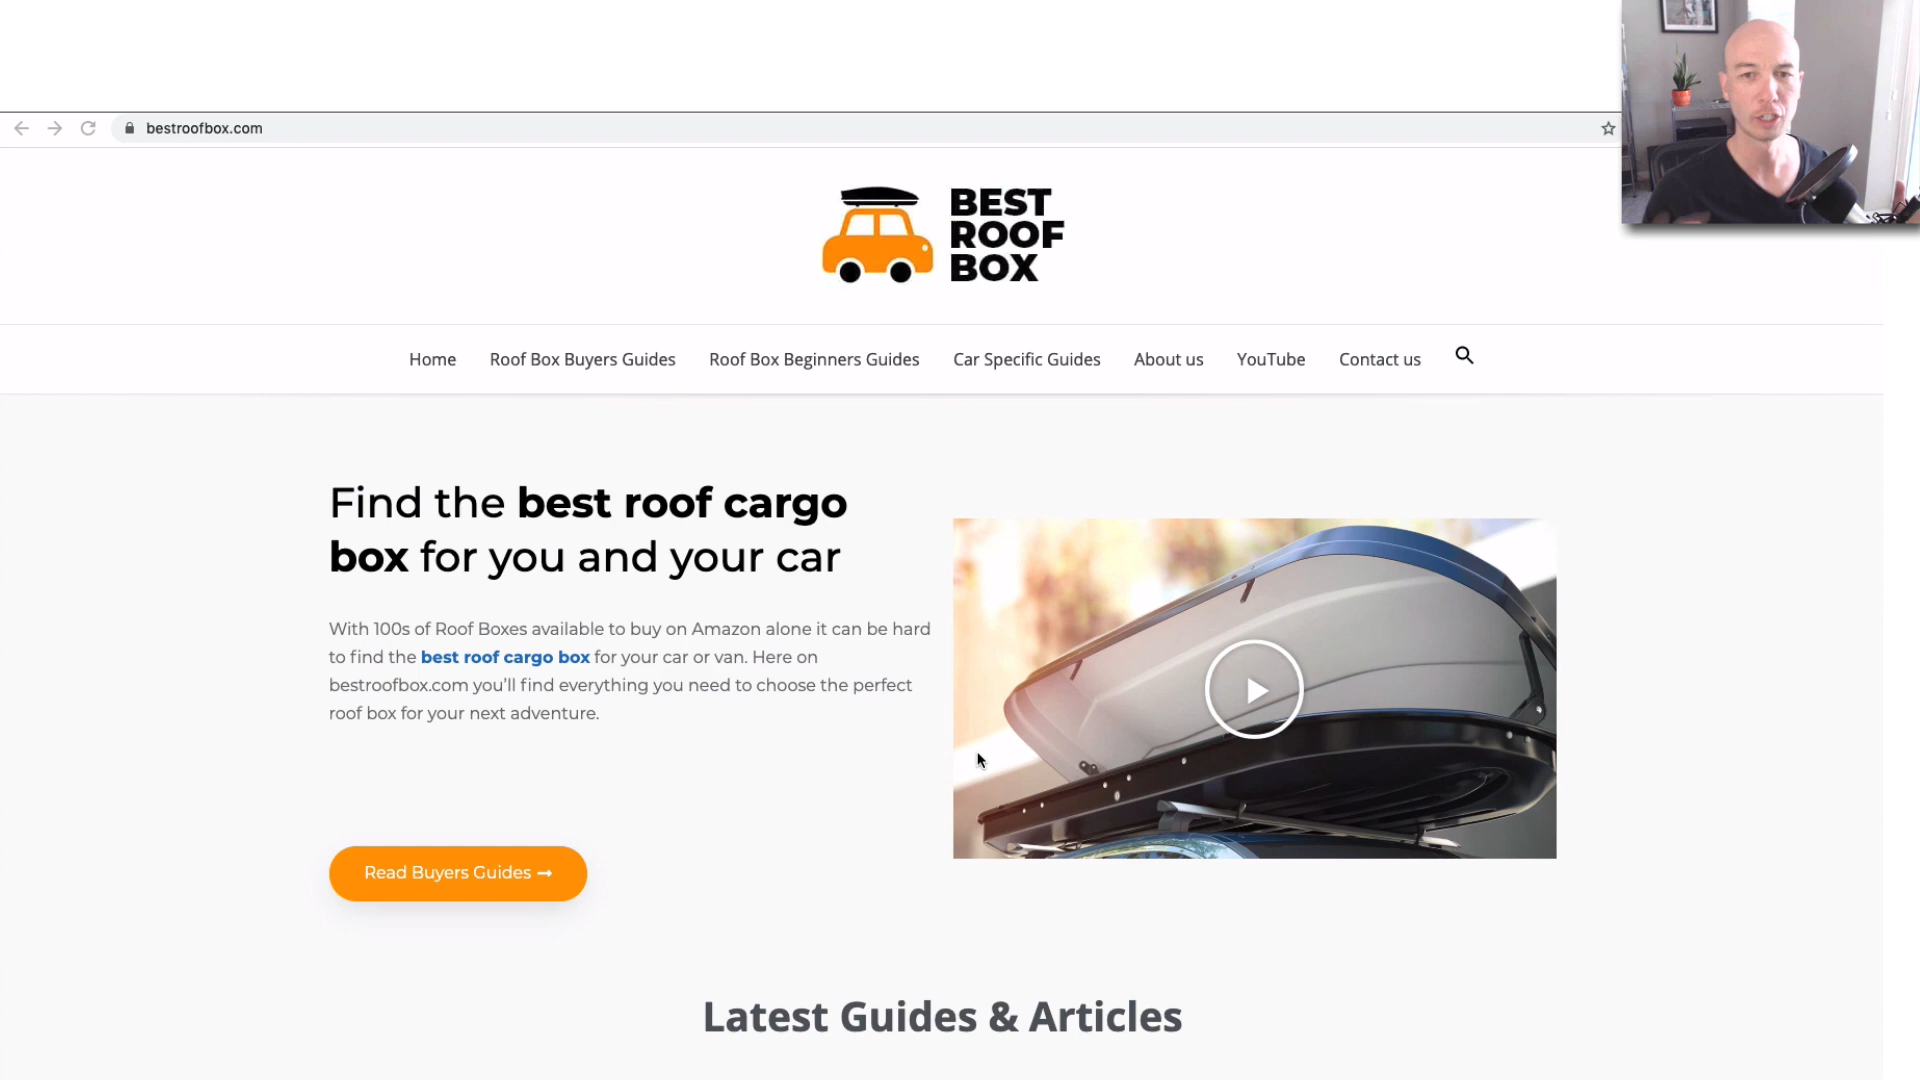 bestroofbox.com
BEST
ROOF
BOX
Home Roof Box Buyers Guides Roof Box Beginners Guides Car Specific Guides About us YouTube Contact us
Find the best roof cargo
box for you and your car
With 100s of Roof Boxes available to buy on Amazon alone it can be hard
to find the best roof cargo box for your car or van. Here on
bestroofbox.com you'll find everything you need to choose the perfect
roof box for your next adventure.
Read Buyers Guides →
Latest Guides & Articles